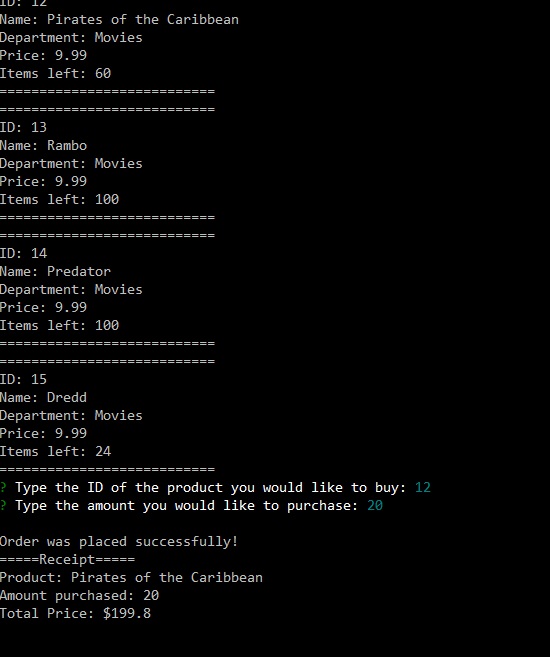 ID: 12
Name: Pirates of the Caribbean
Department: Movies
Price: 9.99
Items left: 60
===========================
===========================
ID: 13
Name: Rambo
Department: Movies
Price: 9.99
Items left: 100
===========================
===========================
ID: 14
Name: Predator
Department: Movies
Price: 9.99
Items left: 100
===========================
===========================
ID: 15
Name: Dredd
Department: Movies
Price: 9.99
Items left: 24
===========================
? Type the ID of the product you would like to buy: 12
? Type the amount you would like to purchase: 20
Order was placed successfully!
=====Receipt=====
Product: Pirates of the Caribbean
Amount purchased: 20
Total Price: $199.8